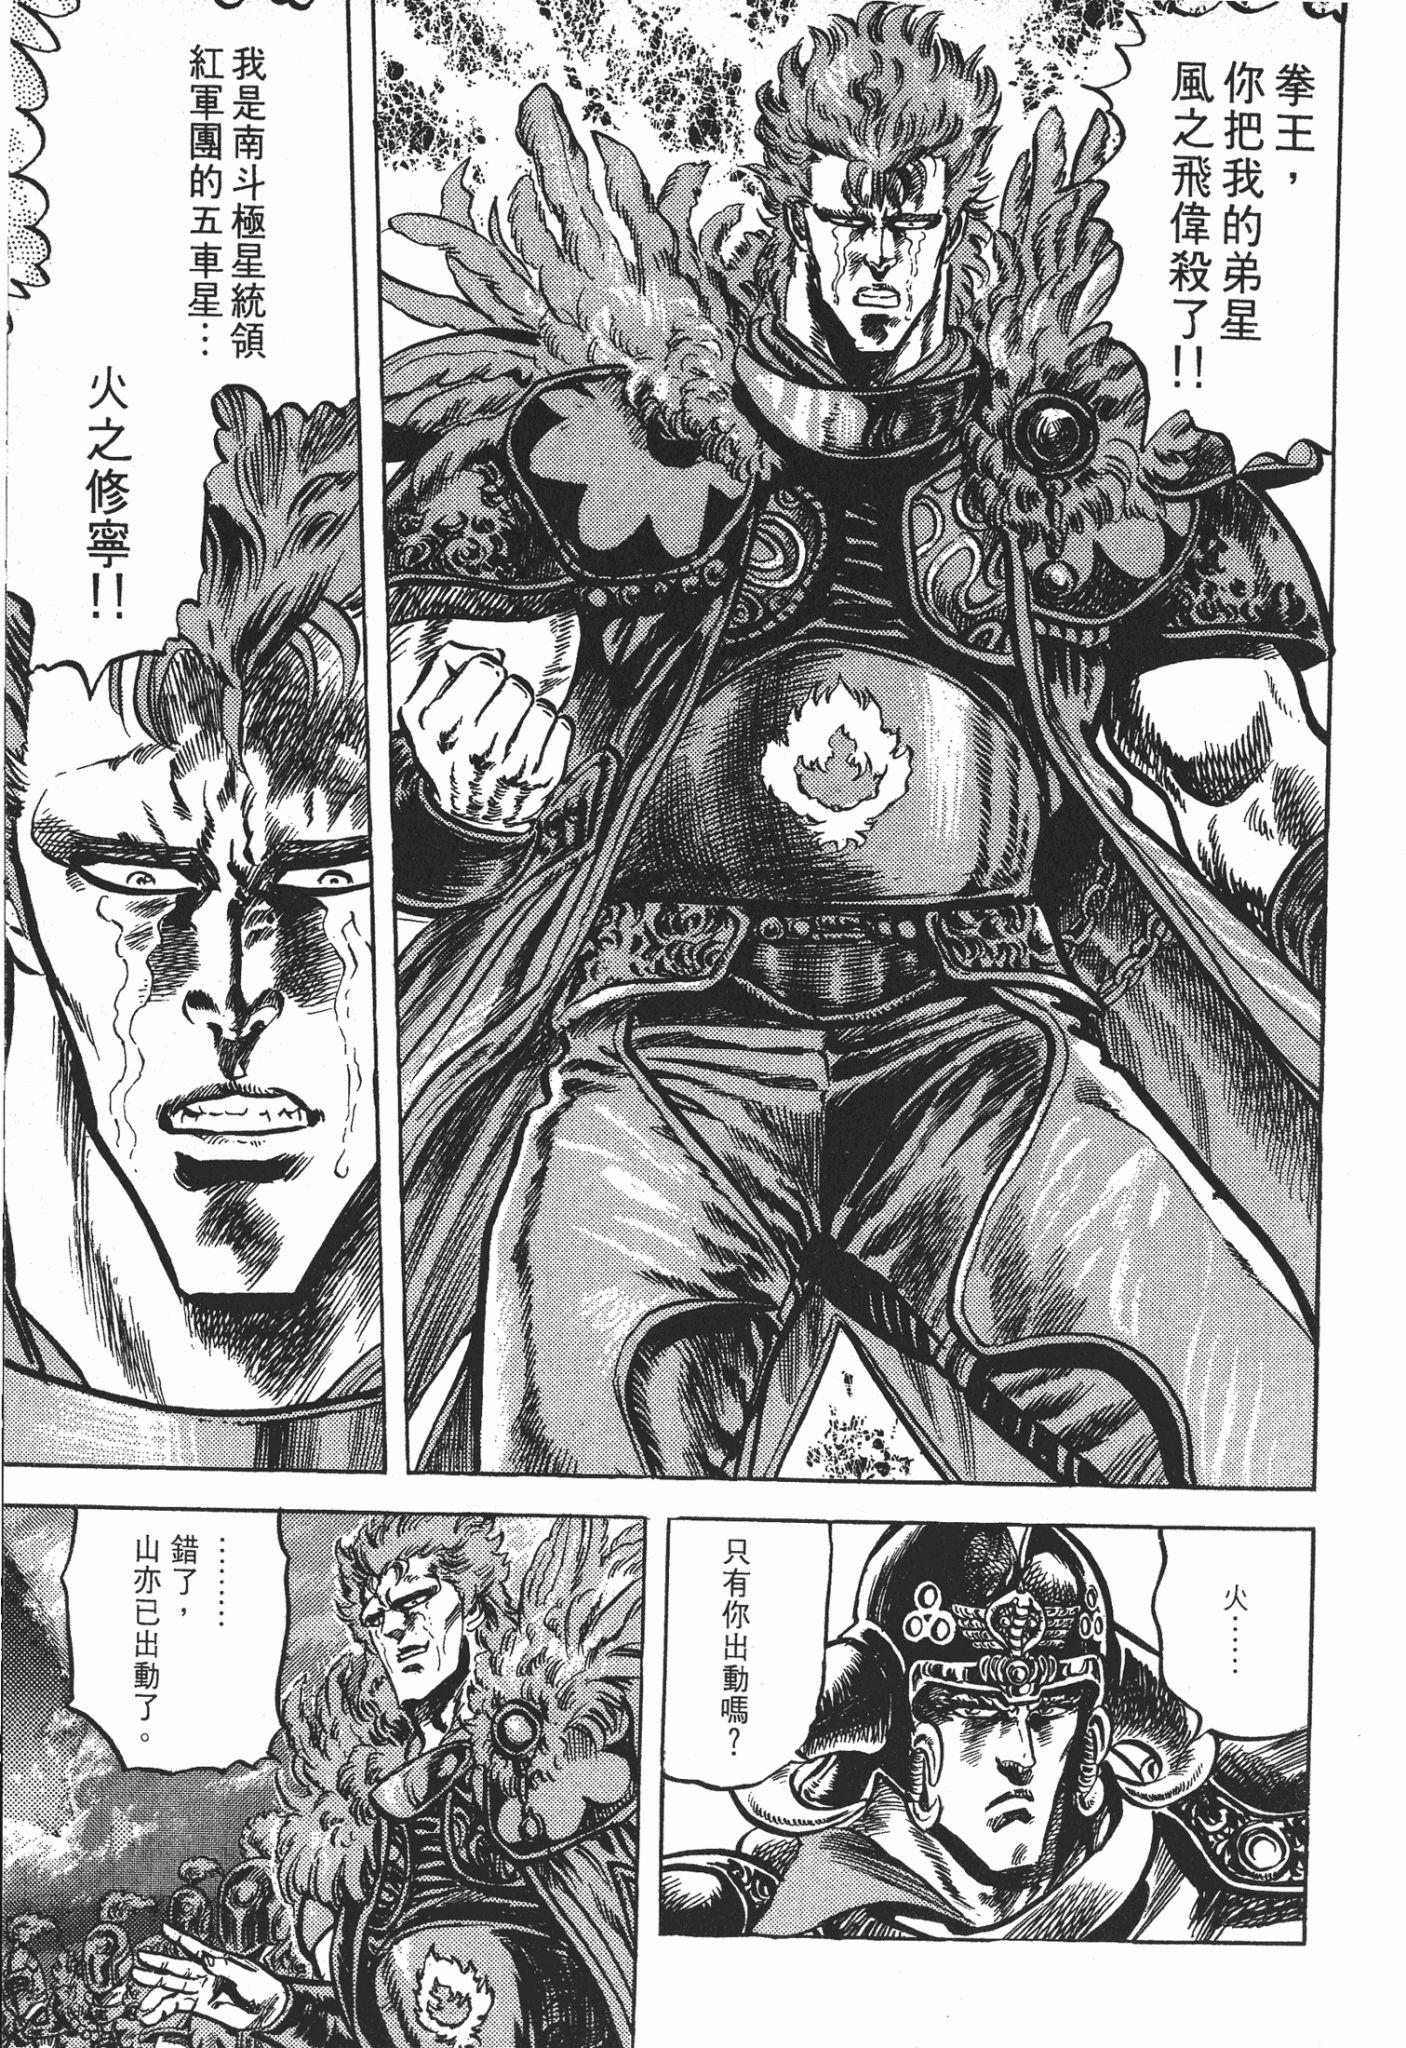 拳王，
你把我的弟星
風之飛偉殺了!!
我是南斗極星統領
紅軍團的五車星…
火之修寧!!
火……
只有你出動嗎？
………
錯了，
山亦已出動了。